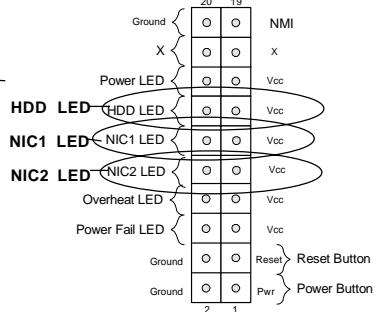 20 19
Ground NMI
X X
Power LED Vcc
HDD LED HDD LED Vcc
NIC1 LED NIC1 LED Vcc
NIC2 LED NIC2 LED Vcc
Overheat LED Vcc
Power Fail LED Vcc
Ground Reset Reset Button
Ground Pwr Power Button
2 1